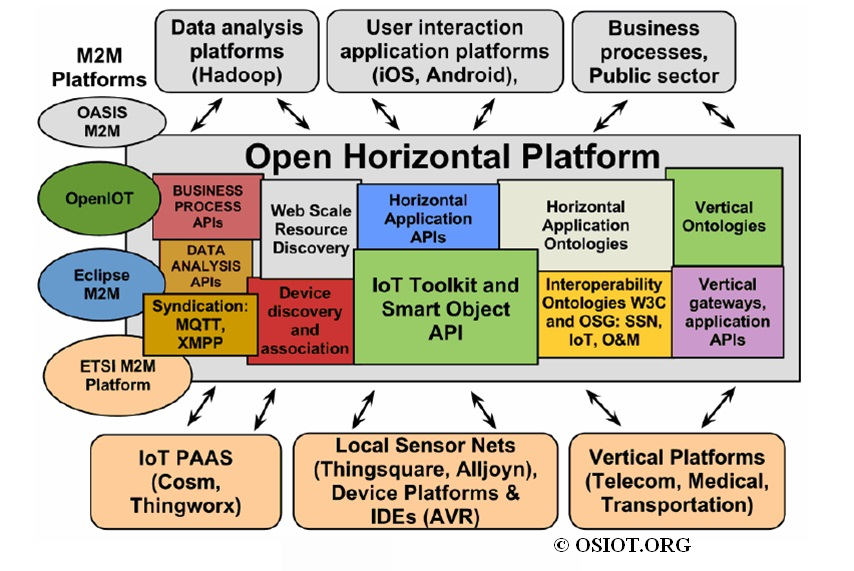 Data analysis
platforms
(Hadoop)
User interaction
application platforms
(iOS, Android),
Business
processes,
Public sector
M2M
Platforms
OASIS
M2M
OpenIOT
Eclipse
M2M
ETSI M2M
Platform
Open Horizontal Platform
BUSINESS
PROCESS
APIs
Web Scale
Resource
Discovery
Horizontal
Application
APIs
Horizontal
Application
Ontologies
Vertical
Ontologies
DATA
ANALYSIS
APIs
Syndication:
MQTT,
XMPP
Device
discovery
and
association
IoT Toolkit and
Smart Object
API
Interoperability
Ontologies W3C
and OSG: SSN,
IoT, O&M
Vertical
gateways,
application
APIs
IoT PAAS
(Cosm,
Thingworx)
Local Sensor Nets
(Thingsquare, Alljoyn),
Device Platforms &
IDEs (AVR)
Vertical Platforms
(Telecom, Medical,
Transportation)
© OSIOT.ORG